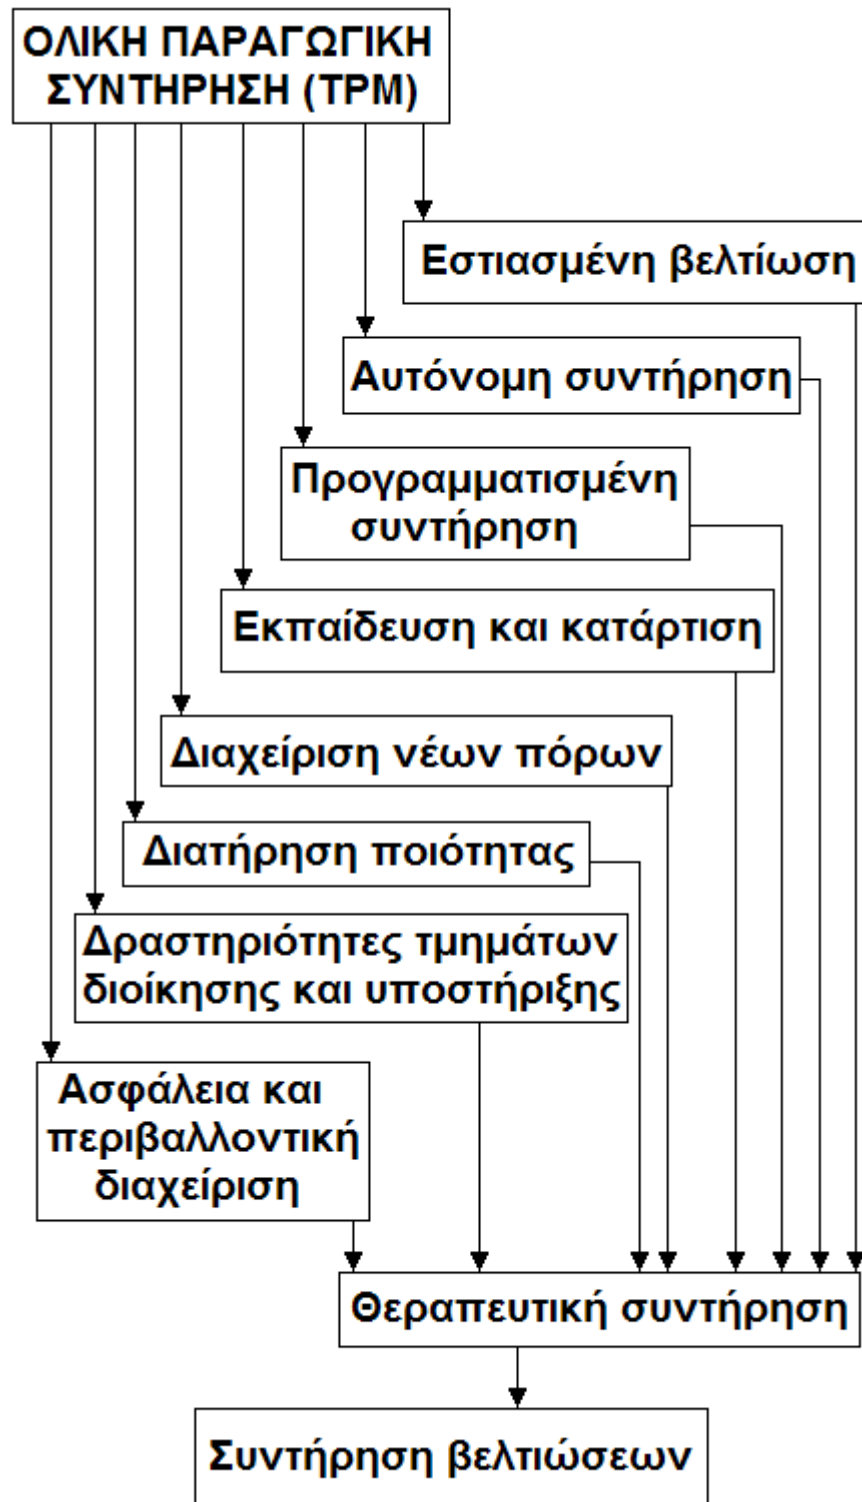 ΟΛΙΚΗ ΠΑΡΑΓΩΓΙΚΗ
ΣΥΝΤΗΡΗΣΗ (TPM)
Εστιασμένη βελτίωση
Αυτόνομη συντήρηση
Προγραμματισμένη
συντήρηση
Εκπαίδευση και κατάρτιση
Διαχείριση νέων πόρων
Διατήρηση ποιότητας
Δραστηριότητες τμημάτων
διοίκησης και υποστήριξης
Ασφάλεια και
περιβαλλοντική
διαχείριση
Θεραπευτική συντήρηση
Συντήρηση βελτιώσεων